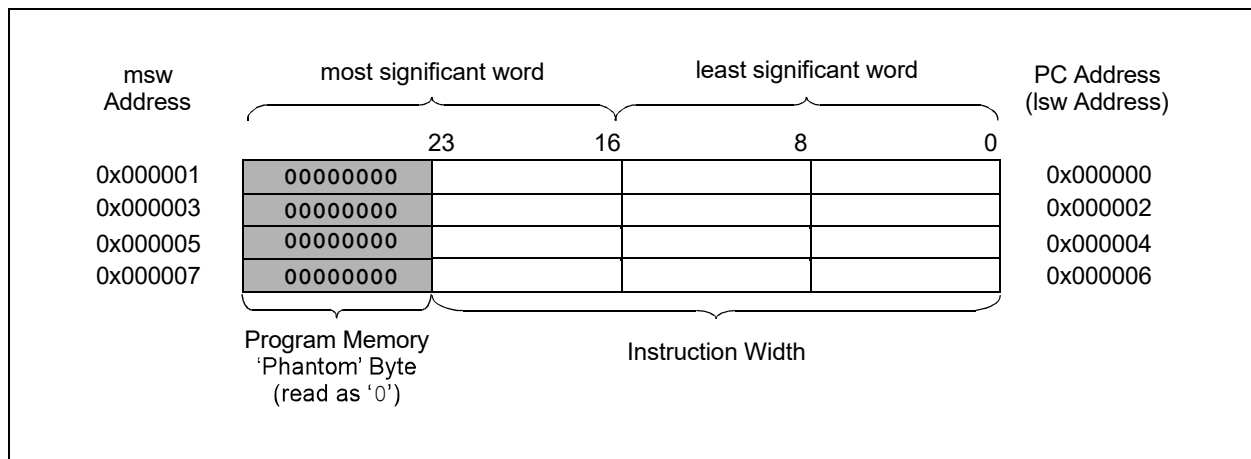 msw
Address
most significant word
least significant word
PC Address
(lsw Address)
23
16
8
0
0x000001
00000000
0x000000
0x000003
00000000
0x000002
0x000005
00000000
0x000004
0x000007
00000000
0x000006
Program Memory
‘Phantom’ Byte
(read as ‘0’)
Instruction Width